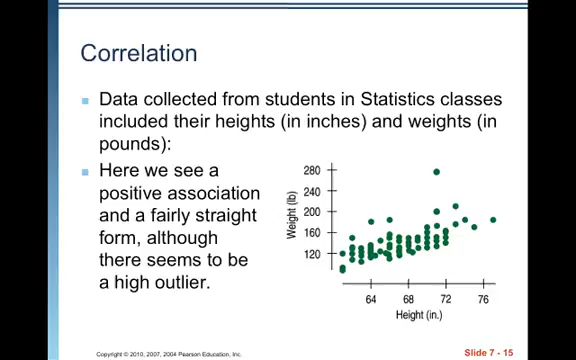 Correlation
■ Data collected from students in Statistics classes
included their heights (in inches) and weights (in
pounds):
■ Here we see a
positive association
and a fairly straight
form, although
there seems to be
a high outlier.
Weight (lb)
280
240
200
160
120
64 68 72 76
Height (in.)
Copyright © 2010, 2007, 2004 Pearson Education, Inc.
Slide 7 - 15